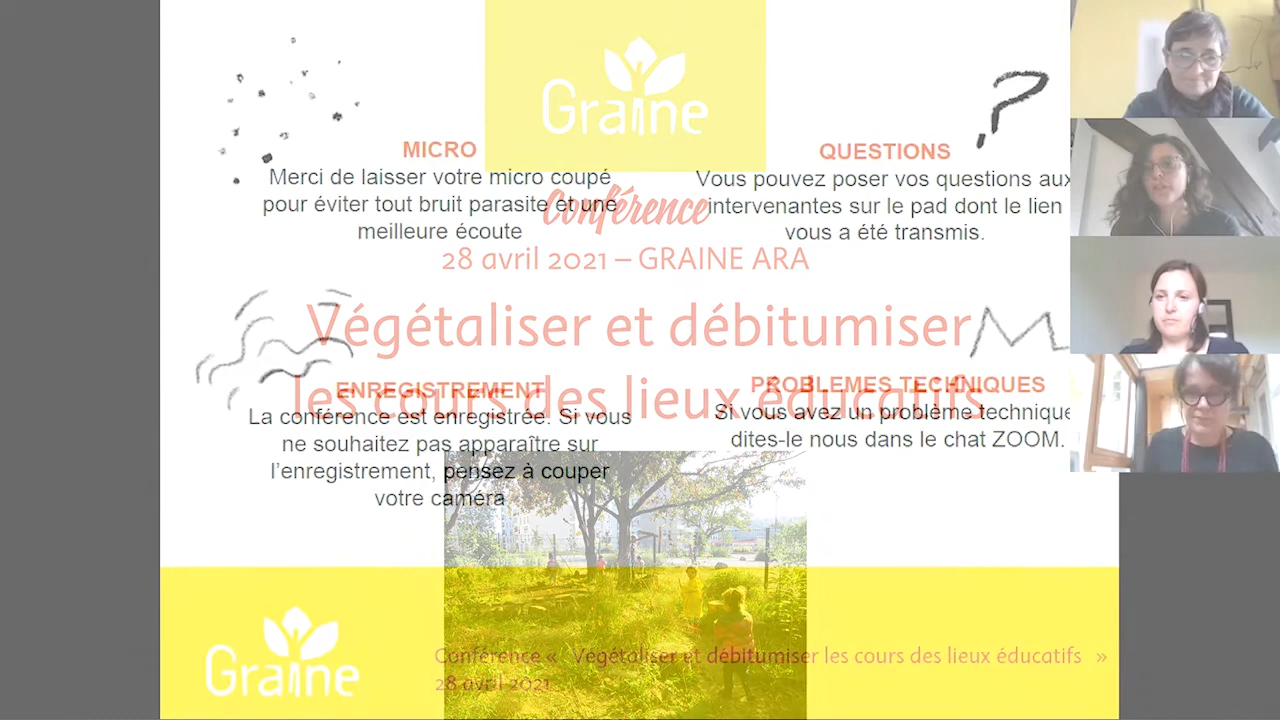 Graine
MICRO
Merci de laisser votre micro coupé
pour éviter tout bruit parasite et une
meilleure écoute
QUESTIONS
Vous pouvez poser vos questions aux
intervenantes sur le pad dont le lien
vous a été transmis.
Conférence
28 avril 2021 – GRAINE ARA
Végétaliser et débitumiser
les cours des lieux éducatifs
ENREGISTREMENT
La conférence est enregistrée. Si vous
ne souhaitez pas apparaître sur
l'enregistrement, pensez à couper
votre caméra
PROBLEMES TECHNIQUES
Si vous avez un problème technique
dites-le nous dans le chat ZOOM.
Graine
Conférence « Végétaliser et débitumiser les cours des lieux éducatifs »
28 avril 2021